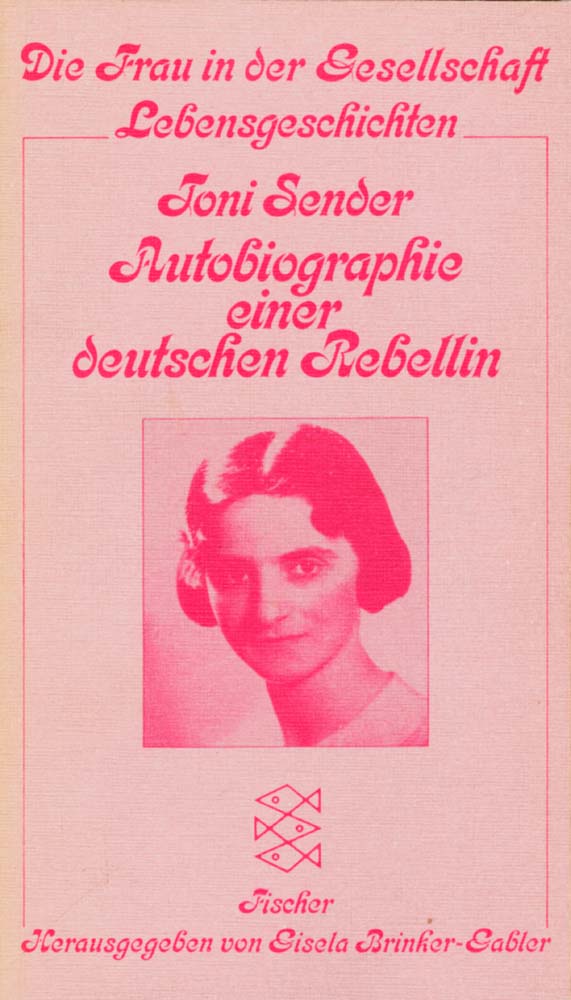 Die Frau in der Gesellschaft
Lebensgeschichten
Toni Sender
Autobiographie
einer
deutschen Rebellin
Fischer
Herausgegeben von Gisela Brinker-Gabler